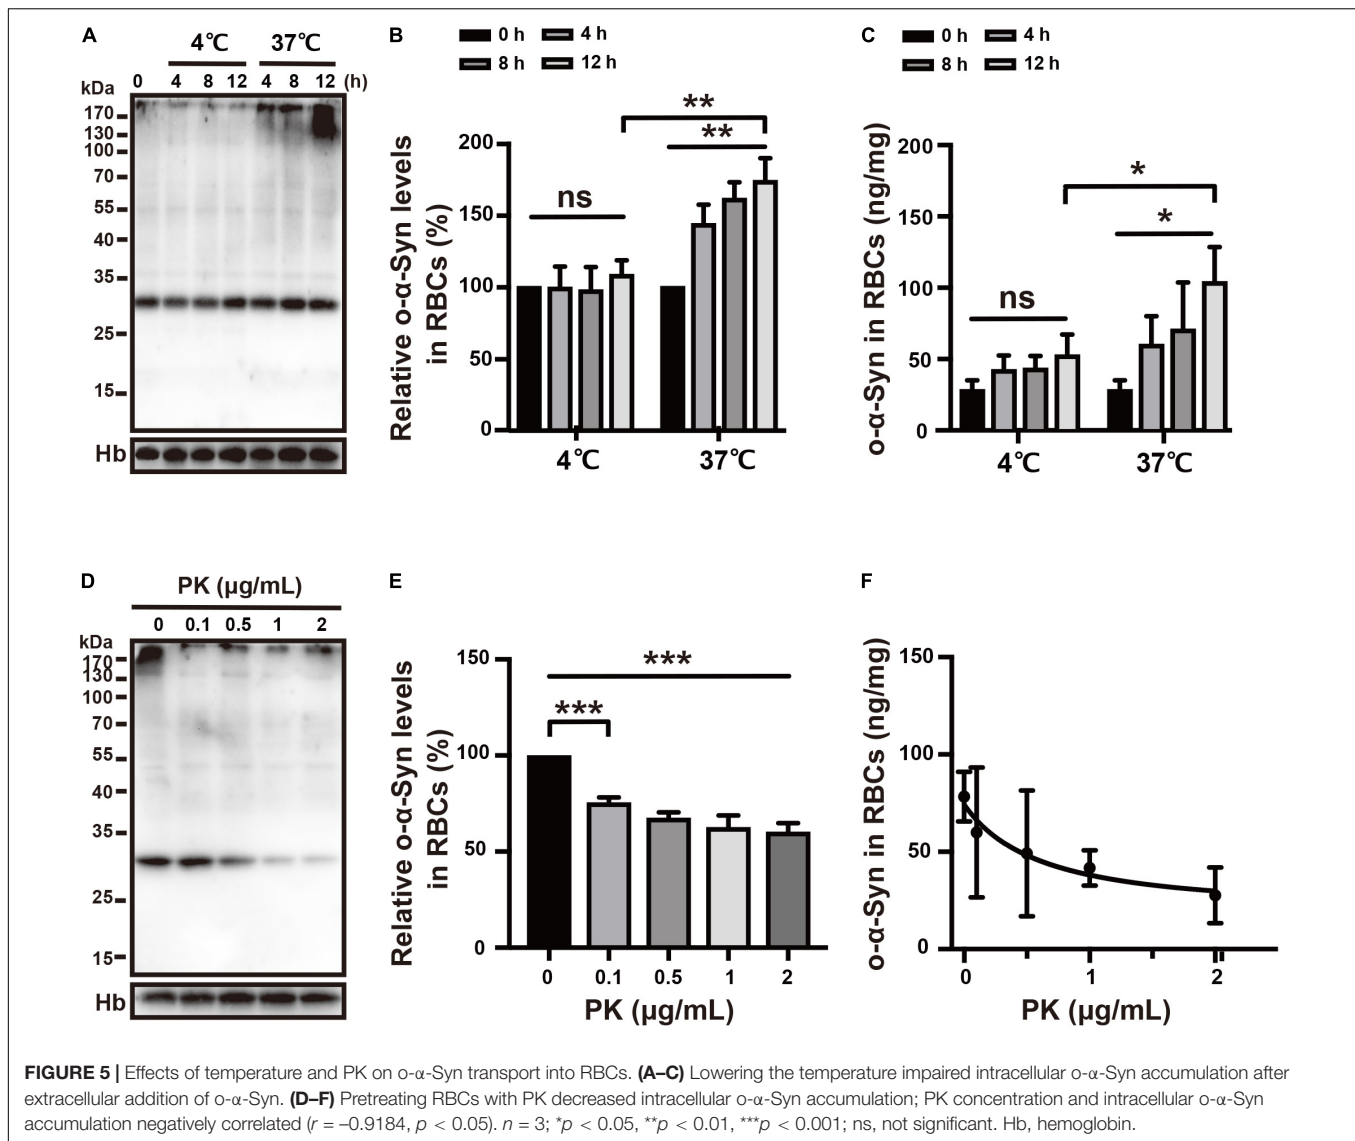 A
4℃ 37℃
0 4 8 12 4 8 12 (h)
kDa
170
130
100
70
55
40
35
25
15
Hb
B
0 h 4 h
8 h 12 h
Relative o-α-Syn levels
in RBCs (%)
200
150
100
50
0
ns
**
**
4℃ 37℃
C
0 h 4 h
8 h 12 h
o-α-Syn in RBCs (ng/mg)
200
150
100
50
0
ns
*
*
4℃ 37℃
D
PK (µg/mL)
0 0.1 0.5 1 2
kDa
170
130
100
70
55
40
35
25
15
Hb
E
Relative o-α-Syn levels
in RBCs (%)
150
100
50
0
***
***
0 0.1 0.5 1 2
PK (µg/mL)
F
o-α-Syn in RBCs (ng/mg)
150
100
50
0
0 1 2
PK (µg/mL)
FIGURE 5 | Effects of temperature and PK on o-α-Syn transport into RBCs. (A–C) Lowering the temperature impaired intracellular o-α-Syn accumulation after
extracellular addition of o-α-Syn. (D–F) Pretreating RBCs with PK decreased intracellular o-α-Syn accumulation; PK concentration and intracellular o-α-Syn
accumulation negatively correlated (r = –0.9184, p < 0.05). n = 3; *p < 0.05, **p < 0.01, ***p < 0.001; ns, not significant. Hb, hemoglobin.